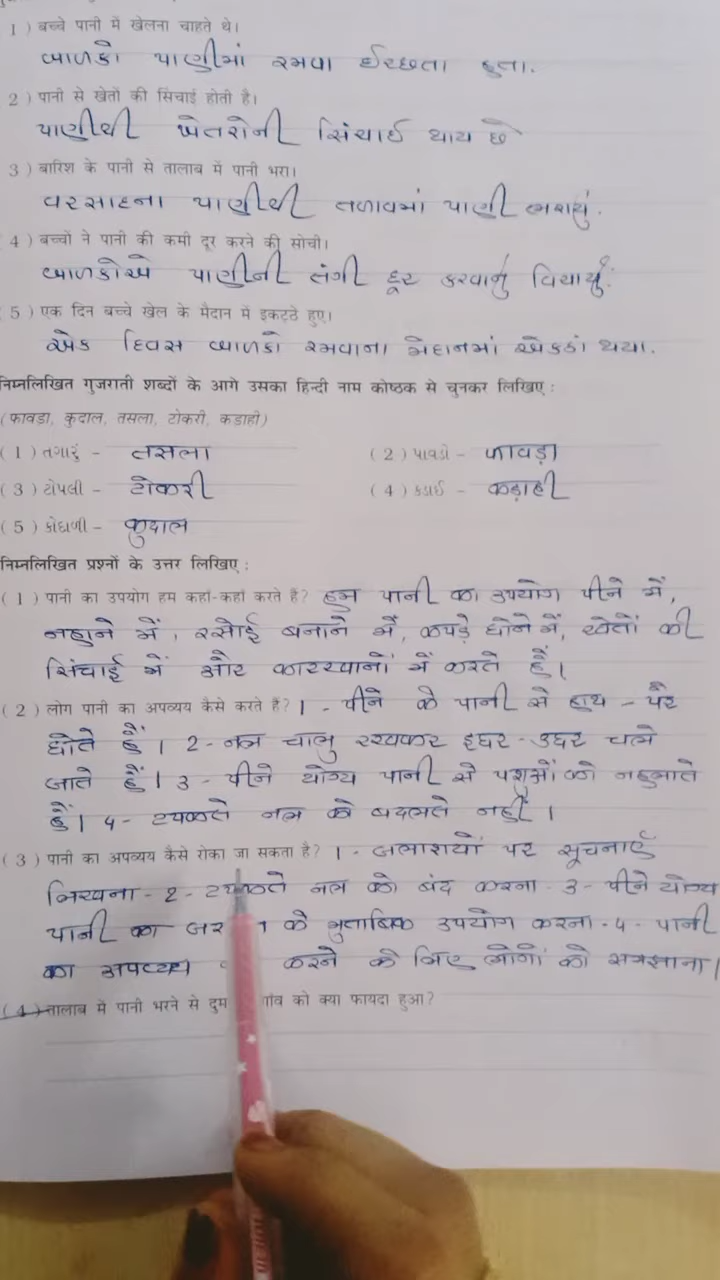 1 ) बच्चे पानी में खेलना चाहते थे।
બાળકો પાણીમાં રમવા ઈચ્છતા હતા.
2 ) पानी से खेतों की सिंचाई होती है।
પાણીથી ખેતરોની સિંચાઈ થાય છે
3 ) बारिश के पानी से तालाब में पानी भरा।
વરસાદના પાણીથી તળાવમાં પાણી ભરાયું.
4 ) बच्चों ने पानी की कमी दूर करने की सोची।
બાળકોએ પાણીની તંગી દૂર કરવાનું વિચાર્યું.
5 ) एक दिन बच्चे खेल के मैदान में इकट्ठे हुए।
એક દિવસ બાળકો રમવાના મેદાનમાં એકઠાં થયા.
निम्नलिखित गुजराती शब्दों के आगे उसका हिन्दी नाम कोष्ठक से चुनकर लिखिए :
(फावडा, कुदाल, तसला, टोकरी, कडाही)
( 1 ) તગારું - तसला ( 2 ) પાવડો - फावड़ा
( 3 ) ટોપલી - टोकरी ( 4 ) કડાઈ - कड़ाही
( 5 ) કોદાળી - कुदाल
निम्नलिखित प्रश्नों के उत्तर लिखिए :
( 1 ) पानी का उपयोग हम कहाँ-कहाँ करते हैं? हम पानी का उपयोग पीने में,
नहाने में, रसोई बनाने में, कपड़े धोने में, खेतों की
सिंचाई में और कारखानों में करते हैं।
( 2 ) लोग पानी का अपव्यय कैसे करते हैं? 1 - पीने के पानी से हाथ - पैर
धोते हैं। 2 - नल चालु रखकर इधर-उधर चले
जाते हैं। 3 - पीने योग्य पानी से पशुओं को नहलाते
हैं। 4 - टपकते नल को बदलते नहीं।
( 3 ) पानी का अपव्यय कैसे रोका जा सकता है? 1 - जलाशयों पर सूचनाएँ
लिखना - 2 - टपकते नल को बंद करना - 3 - पीने योग्य
पानी का के मुताबिक उपयोग करना - 4 - पानी
का अपव्यय करने के लिए लोगों को समझाना।
( 4 ) तालाब में पानी भरने से गाँव को क्या फायदा हुआ?